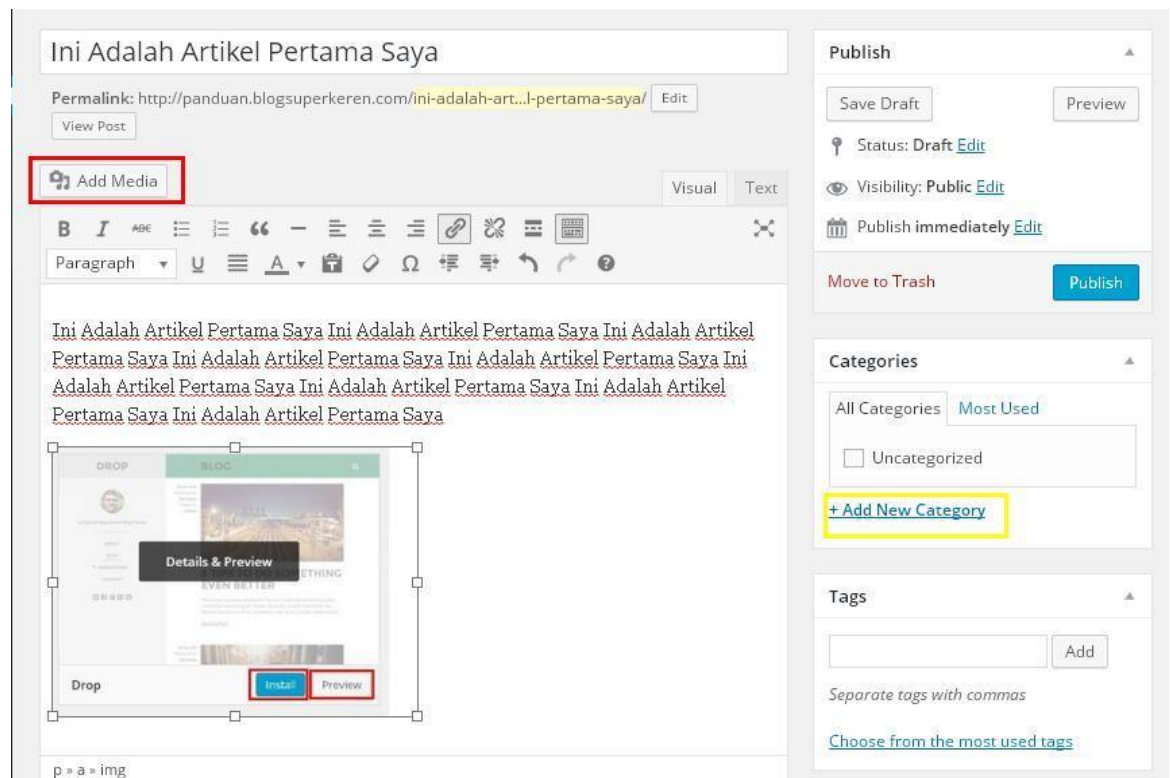 Ini Adalah Artikel Pertama Saya
Permalink: http://panduan.blogsuperkeren.com/ini-adalah-art...l-pertama-saya/ Edit
View Post
Add Media
Visual Text
B I ABC
Paragraph U A Ω
Ini Adalah Artikel Pertama Saya Ini Adalah Artikel Pertama Saya Ini Adalah Artikel
Pertama Saya Ini Adalah Artikel Pertama Saya Ini Adalah Artikel Pertama Saya Ini
Adalah Artikel Pertama Saya Ini Adalah Artikel Pertama Saya Ini Adalah Artikel
Pertama Saya Ini Adalah Artikel Pertama Saya
DROP BLOG
Details & Preview
EVEN BETTER
Drop Install Preview
p » a » img
Publish
Save Draft Preview
Status: Draft Edit
Visibility: Public Edit
Publish immediately Edit
Move to Trash Publish
Categories
All Categories Most Used
Uncategorized
+ Add New Category
Tags
Add
Separate tags with commas
Choose from the most used tags